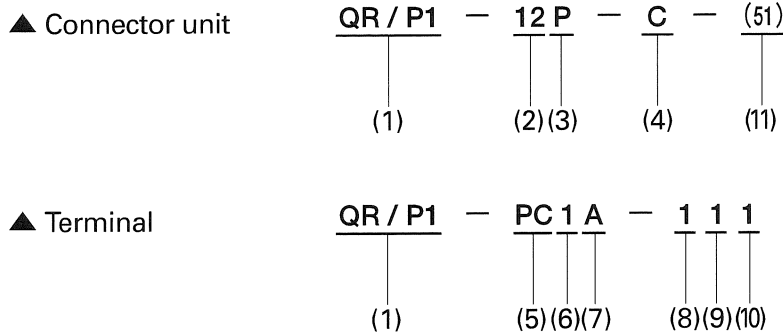 ▲ Connector unit QR / P1 – 12 P – C – (51)
(1) (2) (3) (4) (11)
▲ Terminal QR / P1 – PC 1 A – 1 1 1
(1) (5) (6) (7) (8) (9) (10)